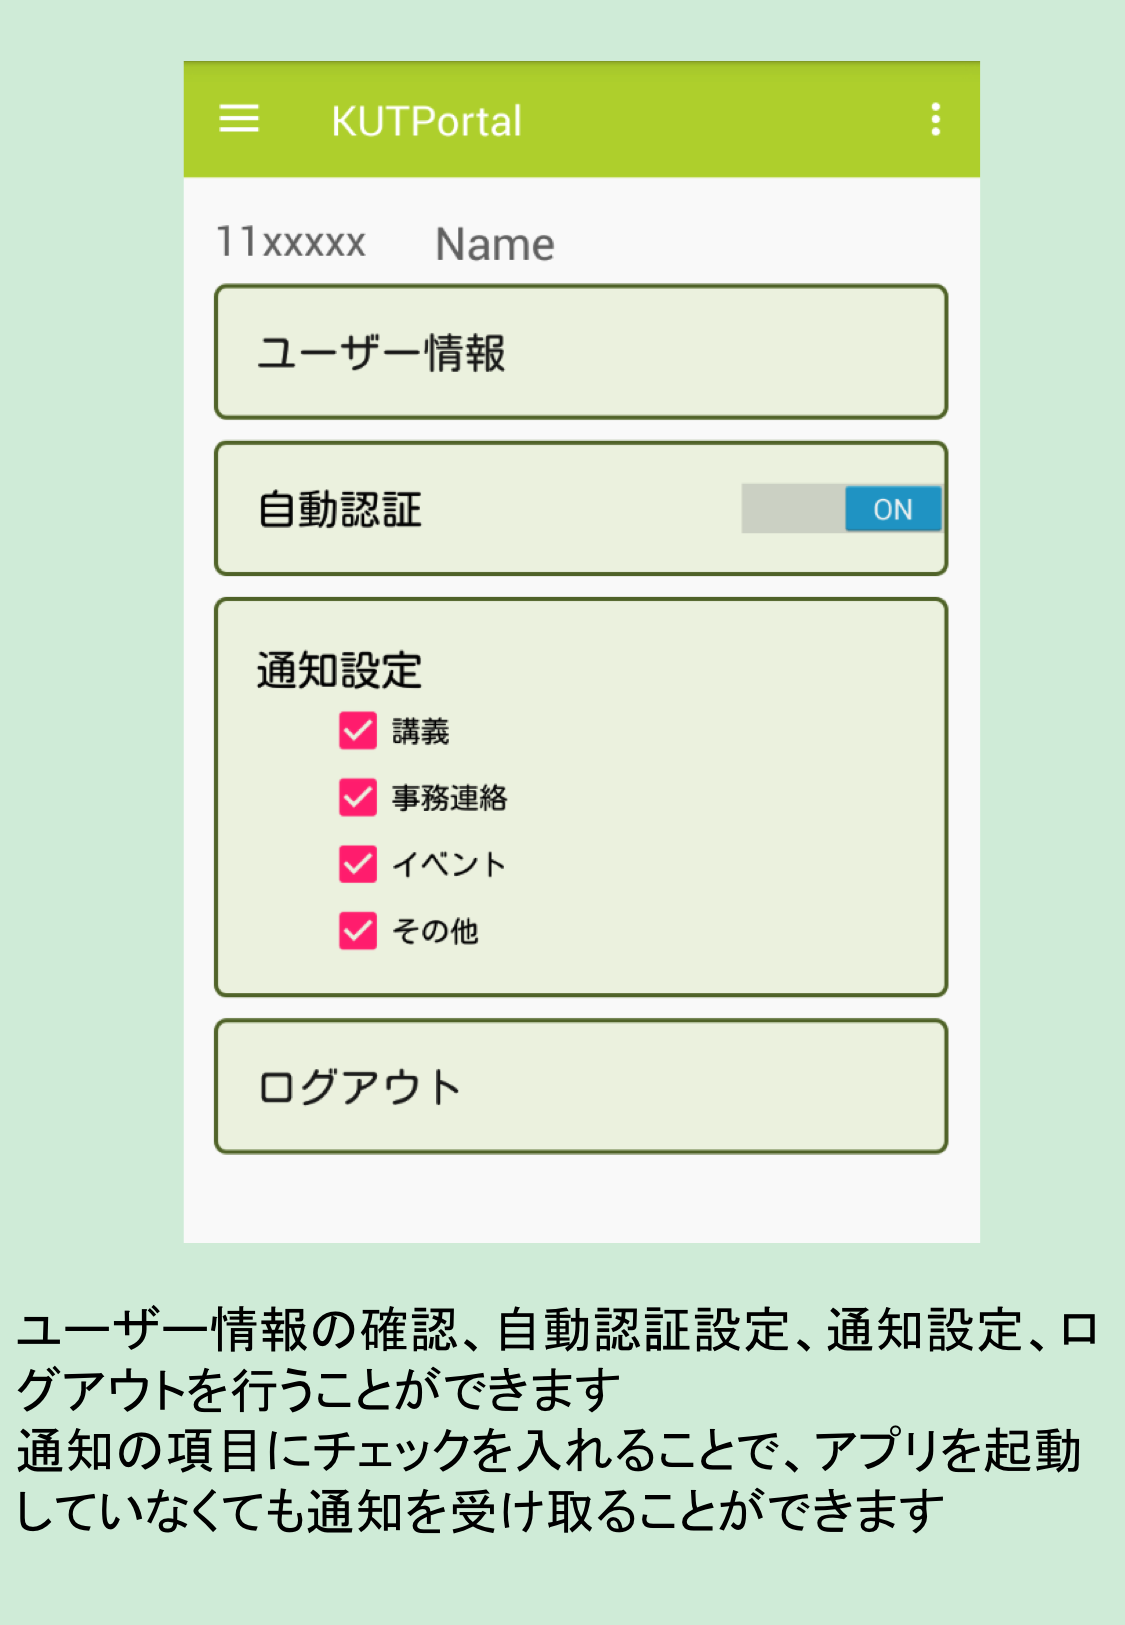 KUTPortal
11xxxxx Name
ユーザー情報
自動認証 ON
通知設定
講義
事務連絡
イベント
その他
ログアウト
ユーザー情報の確認、自動認証設定、通知設定、ロ
グアウトを行うことができます
通知の項目にチェックを入れることで、アプリを起動
していなくても通知を受け取ることができます